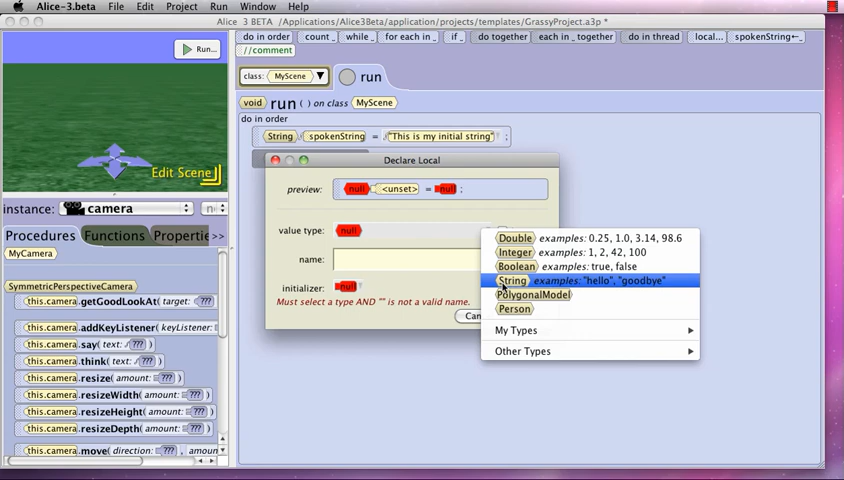 Alice-3.beta File Edit Project Run Window Help
Alice 3 BETA /Applications/Alice3Beta/application/projects/templates/GrassyProject.a3p *
Run...
Edit Scene
instance: camera
Procedures Functions Properti >>
MyCamera
SymmetricPerspectiveCamera
this.camera.getGoodLookAt( target: ???
this.camera.addKeyListener( keyListener:
this.camera.say( text: ???
this.camera.think( text: ???
this.camera.resize( amount: ???
this.camera.resizeWidth( amount: ???
this.camera.resizeHeight( amount: ???
this.camera.resizeDepth( amount: ???
this.camera.move( direction: ??? , amount:
do in order count _ while _ for each in _ if _ do together each in _ together do in thread local... spokenString←_
//comment
class: MyScene
run
void run ( ) on class MyScene
do in order
String spokenString = "This is my initial string" ;
Declare Local
preview: null <unset> = null ;
value type: null
name:
initializer: null
Must select a type AND "" is not a valid name.
Can
Double examples: 0.25, 1.0, 3.14, 98.6
Integer examples: 1, 2, 42, 100
Boolean examples: true, false
String examples: "hello", "goodbye"
PolygonalModel
Person
My Types
Other Types